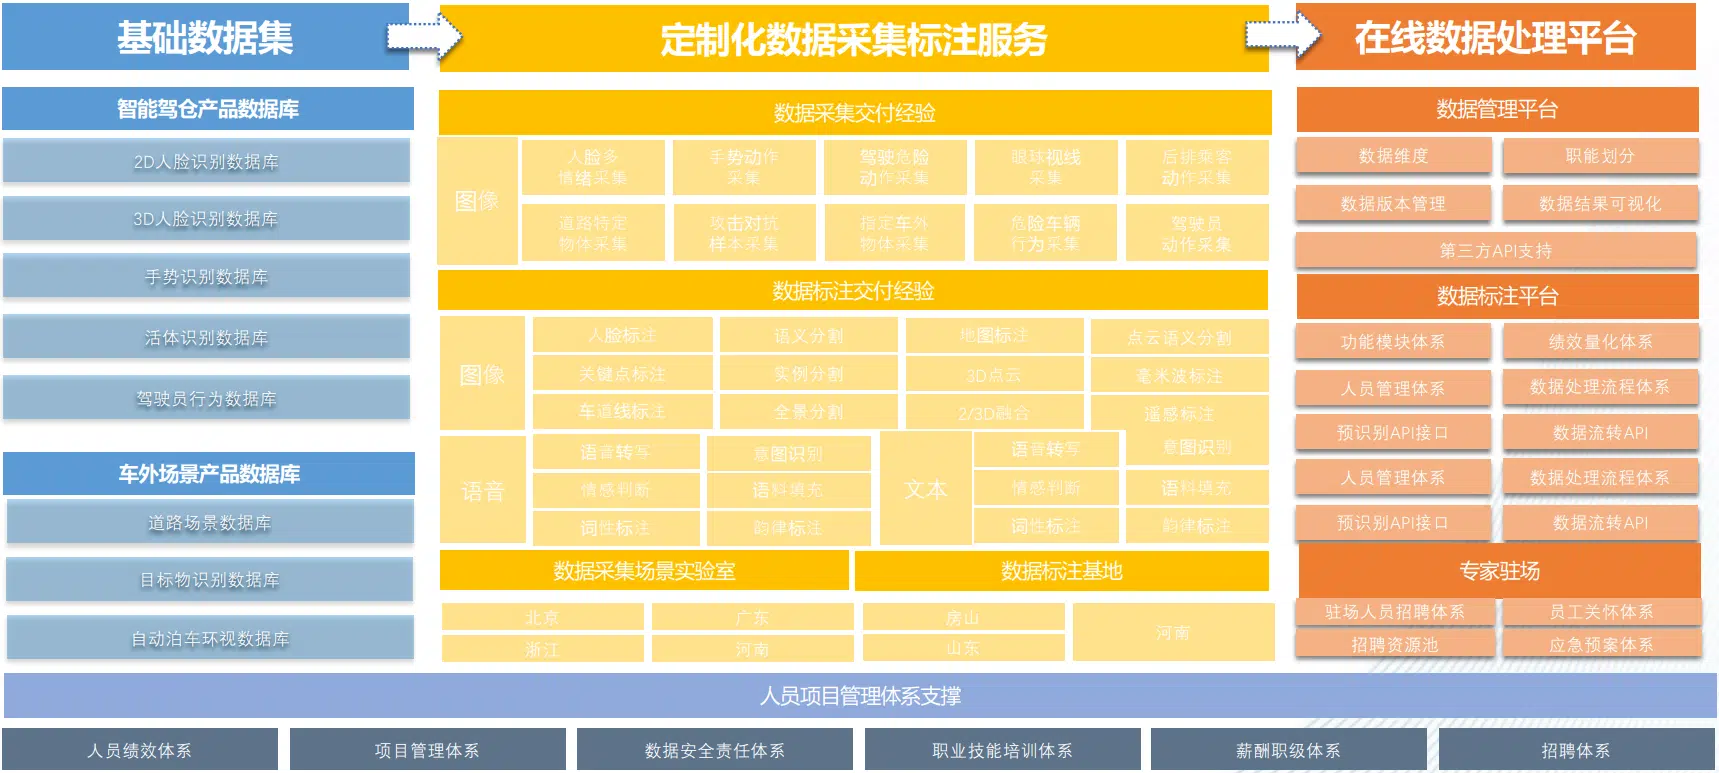 基础数据集
定制化数据采集标注服务
在线数据处理平台
智能驾仓产品数据库
2D人脸识别数据库
3D人脸识别数据库
手势识别数据库
活体识别数据库
驾驶员行为数据库
车外场景产品数据库
道路场景数据库
目标物识别数据库
自动泊车环视数据库
数据采集交付经验
图像
人脸多
情绪采集
手势动作
采集
驾驶危险
动作采集
眼球视线
采集
后排乘客
动作采集
道路特定
物体采集
攻击对抗
样本采集
指定车外
物体采集
危险车辆
行为采集
驾驶员
动作采集
数据标注交付经验
图像
人脸标注
语义分割
地图标注
点云语义分割
关键点标注
实例分割
3D点云
毫米波标注
车道线标注
全景分割
2/3D融合
遥感标注
语音
语音转写
意图识别
情感判断
语料填充
词性标注
韵律标注
文本
语音转写
意图识别
情感判断
语料填充
词性标注
韵律标注
数据采集场景实验室
北京
广东
浙江
河南
数据标注基地
房山
山东
河南
数据管理平台
数据维度
职能划分
数据版本管理
数据结果可视化
第三方API支持
数据标注平台
功能模块体系
绩效量化体系
人员管理体系
数据处理流程体系
预识别API接口
数据流转API
人员管理体系
数据处理流程体系
预识别API接口
数据流转API
专家驻场
驻场人员招聘体系
员工关怀体系
招聘资源池
应急预案体系
人员项目管理体系支撑
人员绩效体系
项目管理体系
数据安全责任体系
职业技能培训体系
薪酬职级体系
招聘体系